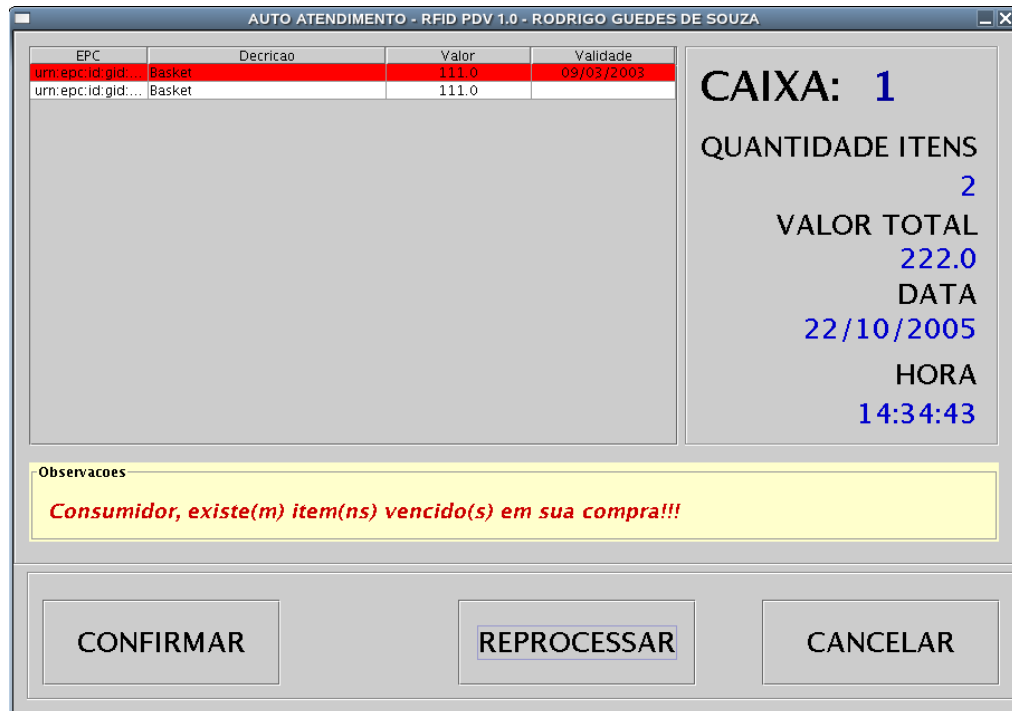 AUTO ATENDIMENTO - RFID PDV 1.0 - RODRIGO GUEDES DE SOUZA
EPC Decricao Valor Validade
urn:epc:id:gid:... Basket 111.0 09/03/2003
urn:epc:id:gid:... Basket 111.0
CAIXA: 1
QUANTIDADE ITENS
2
VALOR TOTAL
222.0
DATA
22/10/2005
HORA
14:34:43
Observacoes
Consumidor, existe(m) item(ns) vencido(s) em sua compra!!!
CONFIRMAR REPROCESSAR CANCELAR